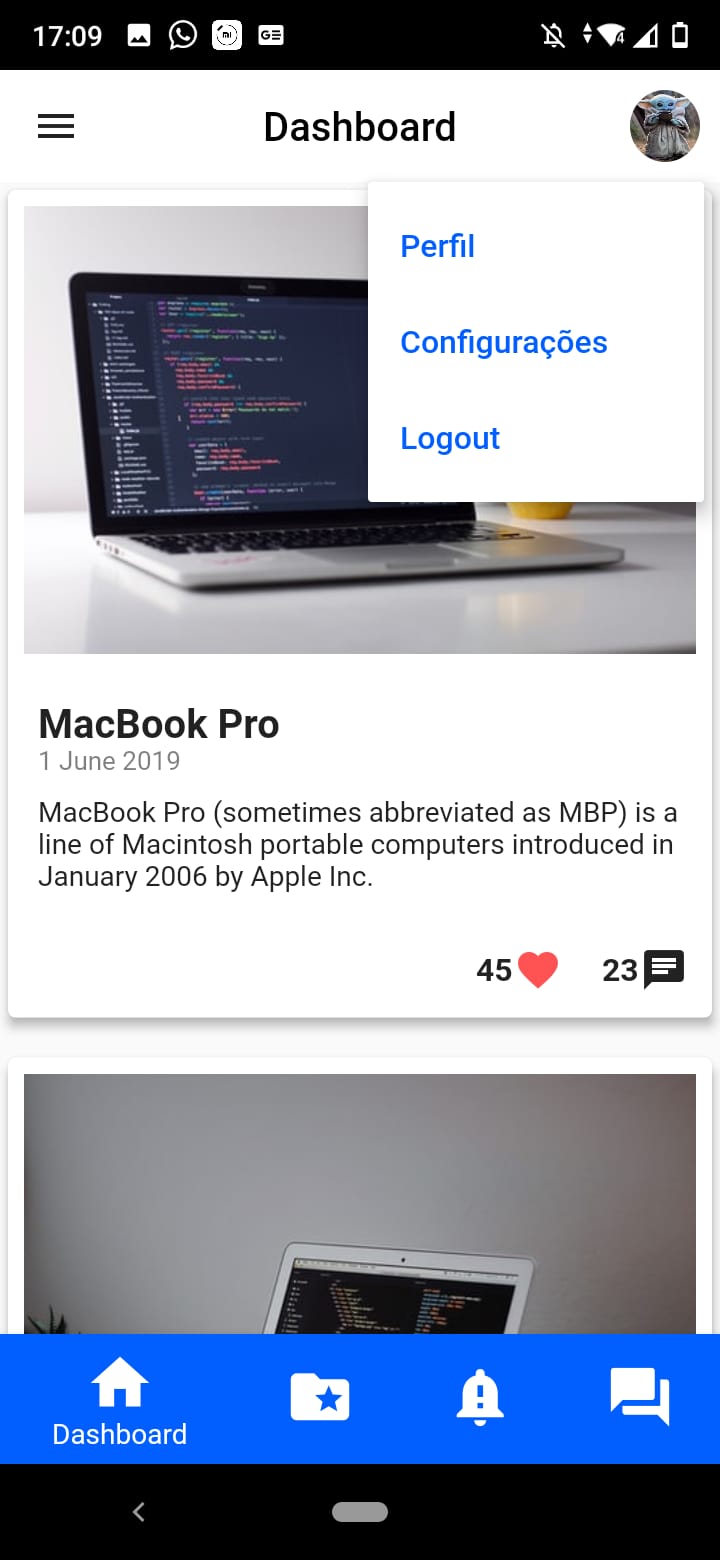 17:09
Dashboard
Perfil
Configurações
Logout
MacBook Pro
1 June 2019
MacBook Pro (sometimes abbreviated as MBP) is a
line of Macintosh portable computers introduced in
January 2006 by Apple Inc.
45
23
Dashboard